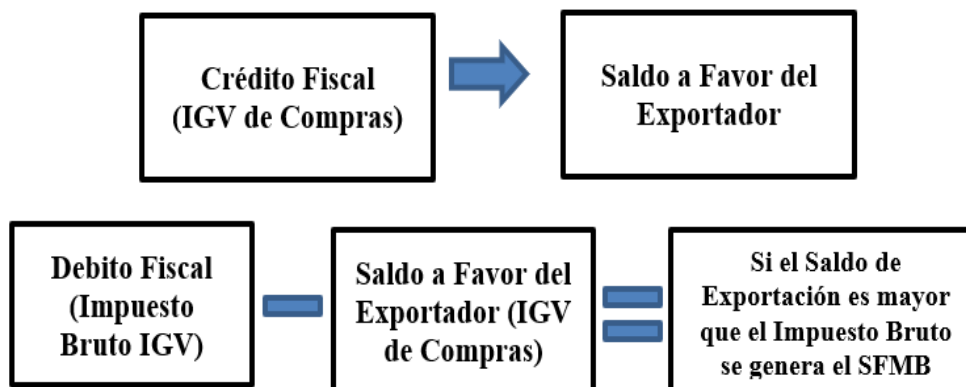 Crédito Fiscal
(IGV de Compras)
Saldo a Favor del
Exportador
Debito Fiscal
(Impuesto
Bruto IGV)
Saldo a Favor del
Exportador (IGV
de Compras)
Si el Saldo de
Exportación es mayor
que el Impuesto Bruto
se genera el SFMB